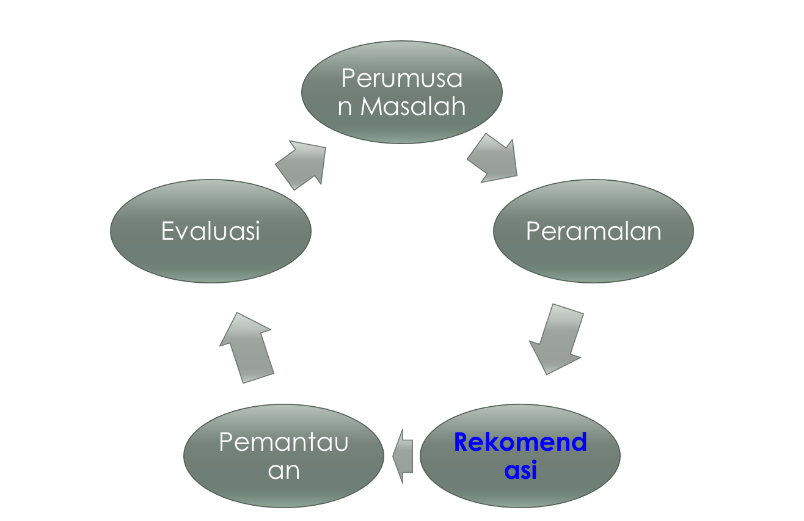 Perumusa
n Masalah
Evaluasi
Peramalan
Pemantau
an
Rekomend
asi